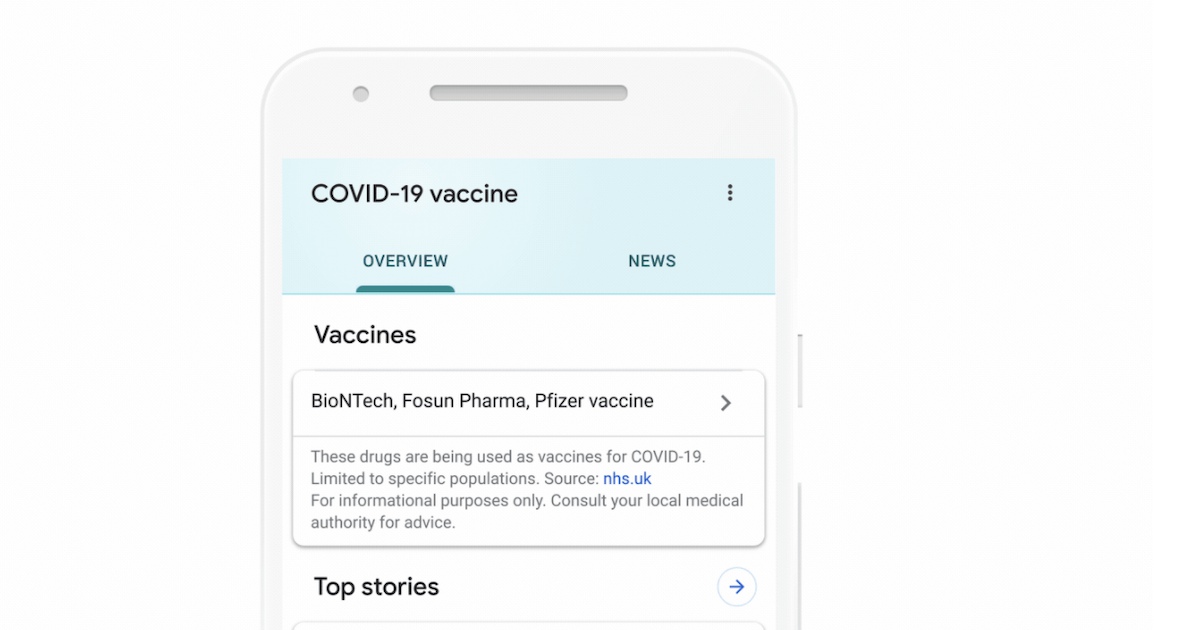 COVID-19 vaccine
OVERVIEW NEWS
Vaccines
BioNTech, Fosun Pharma, Pfizer vaccine
These drugs are being used as vaccines for COVID-19.
Limited to specific populations. Source: nhs.uk
For informational purposes only. Consult your local medical
authority for advice.
Top stories